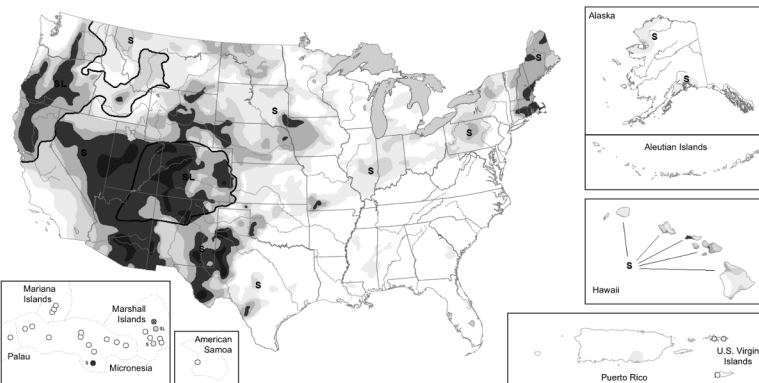 Alaska
S
S
Aleutian Islands
Hawaii
S
S
SL
S
SL
S
S
S
S
S
S
Mariana
Islands
Marshall
Islands
SL
S
S
Palau
Micronesia
American
Samoa
Puerto Rico
U.S. Virgin
Islands